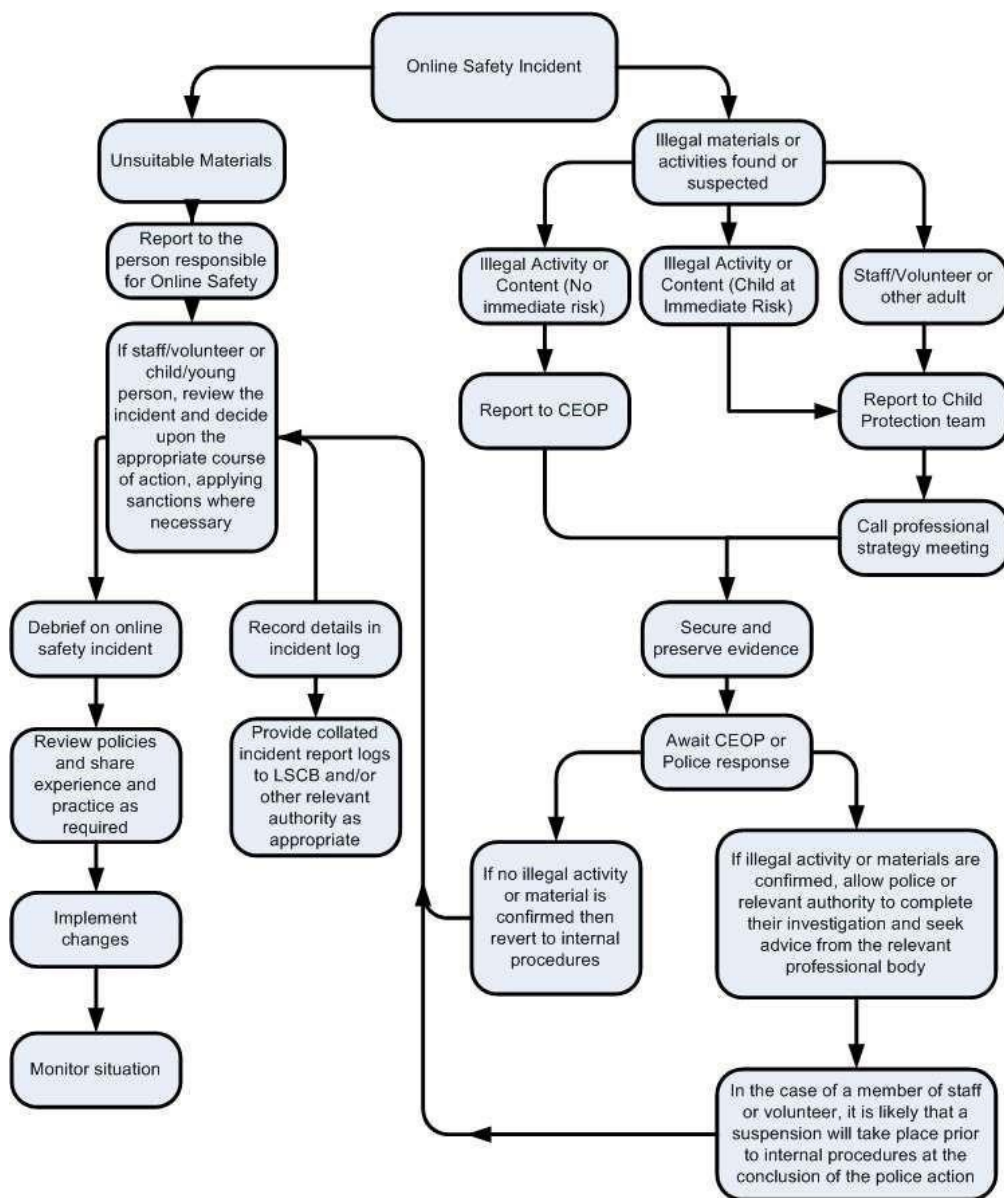 Online Safety Incident
Unsuitable Materials
Illegal materials or
activities found or
suspected
Report to the
person responsible
for Online Safety
Illegal Activity or
Content (No
immediate risk)
Illegal Activity or
Content (Child at
Immediate Risk)
Staff/Volunteer or
other adult
If staff/volunteer or
child/young
person, review the
incident and decide
upon the
appropriate course
of action, applying
sanctions where
necessary
Report to CEOP
Report to Child
Protection team
Call professional
strategy meeting
Debrief on online
safety incident
Record details in
incident log
Secure and
preserve evidence
Review policies
and share
experience and
practice as
required
Provide collated
incident report logs
to LSCB and/or
other relevant
authority as
appropriate
Await CEOP or
Police response
If no illegal activity
or material is
confirmed then
revert to internal
procedures
If illegal activity or materials are
confirmed, allow police or
relevant authority to complete
their investigation and seek
advice from the relevant
professional body
Implement
changes
Monitor situation
In the case of a member of staff
or volunteer, it is likely that a
suspension will take place prior
to internal procedures at the
conclusion of the police action